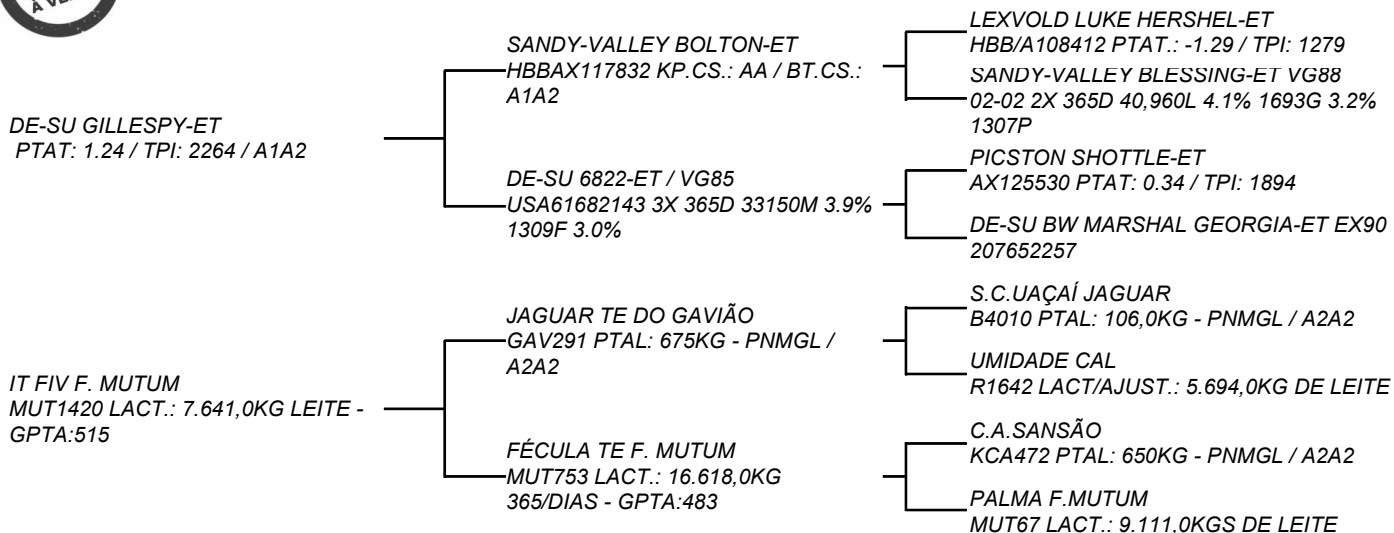 À VE
DE-SU GILLESPY-ET
PTAT: 1.24 / TPI: 2264 / A1A2
IT FIV F. MUTUM
MUT1420 LACT.: 7.641,0KG LEITE -
GPTA:515
SANDY-VALLEY BOLTON-ET
HBBAX117832 KP.CS.: AA / BT.CS.:
A1A2
DE-SU 6822-ET / VG85
USA61682143 3X 365D 33150M 3.9%
1309F 3.0%
JAGUAR TE DO GAVIÃO
GAV291 PTAL: 675KG - PNMGL /
A2A2
FÉCULA TE F. MUTUM
MUT753 LACT.: 16.618,0KG
365/DIAS - GPTA:483
LEXVOLD LUKE HERSHEL-ET
HBB/A108412 PTAT.: -1.29 / TPI: 1279
SANDY-VALLEY BLESSING-ET VG88
02-02 2X 365D 40,960L 4.1% 1693G 3.2%
1307P
PICSTON SHOTTLE-ET
AX125530 PTAT: 0.34 / TPI: 1894
DE-SU BW MARSHAL GEORGIA-ET EX90
207652257
S.C.UAÇAÍ JAGUAR
B4010 PTAL: 106,0KG - PNMGL / A2A2
UMIDADE CAL
R1642 LACT/AJUST.: 5.694,0KG DE LEITE
C.A.SANSÃO
KCA472 PTAL: 650KG - PNMGL / A2A2
PALMA F.MUTUM
MUT67 LACT.: 9.111,0KGS DE LEITE